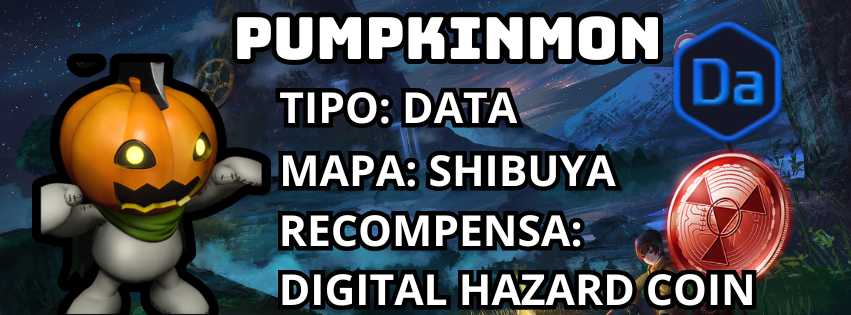 PUMPKINMON
Da
TIPO: DATA
MAPA: SHIBUYA
RECOMPENSA:
DIGITAL HAZARD COIN